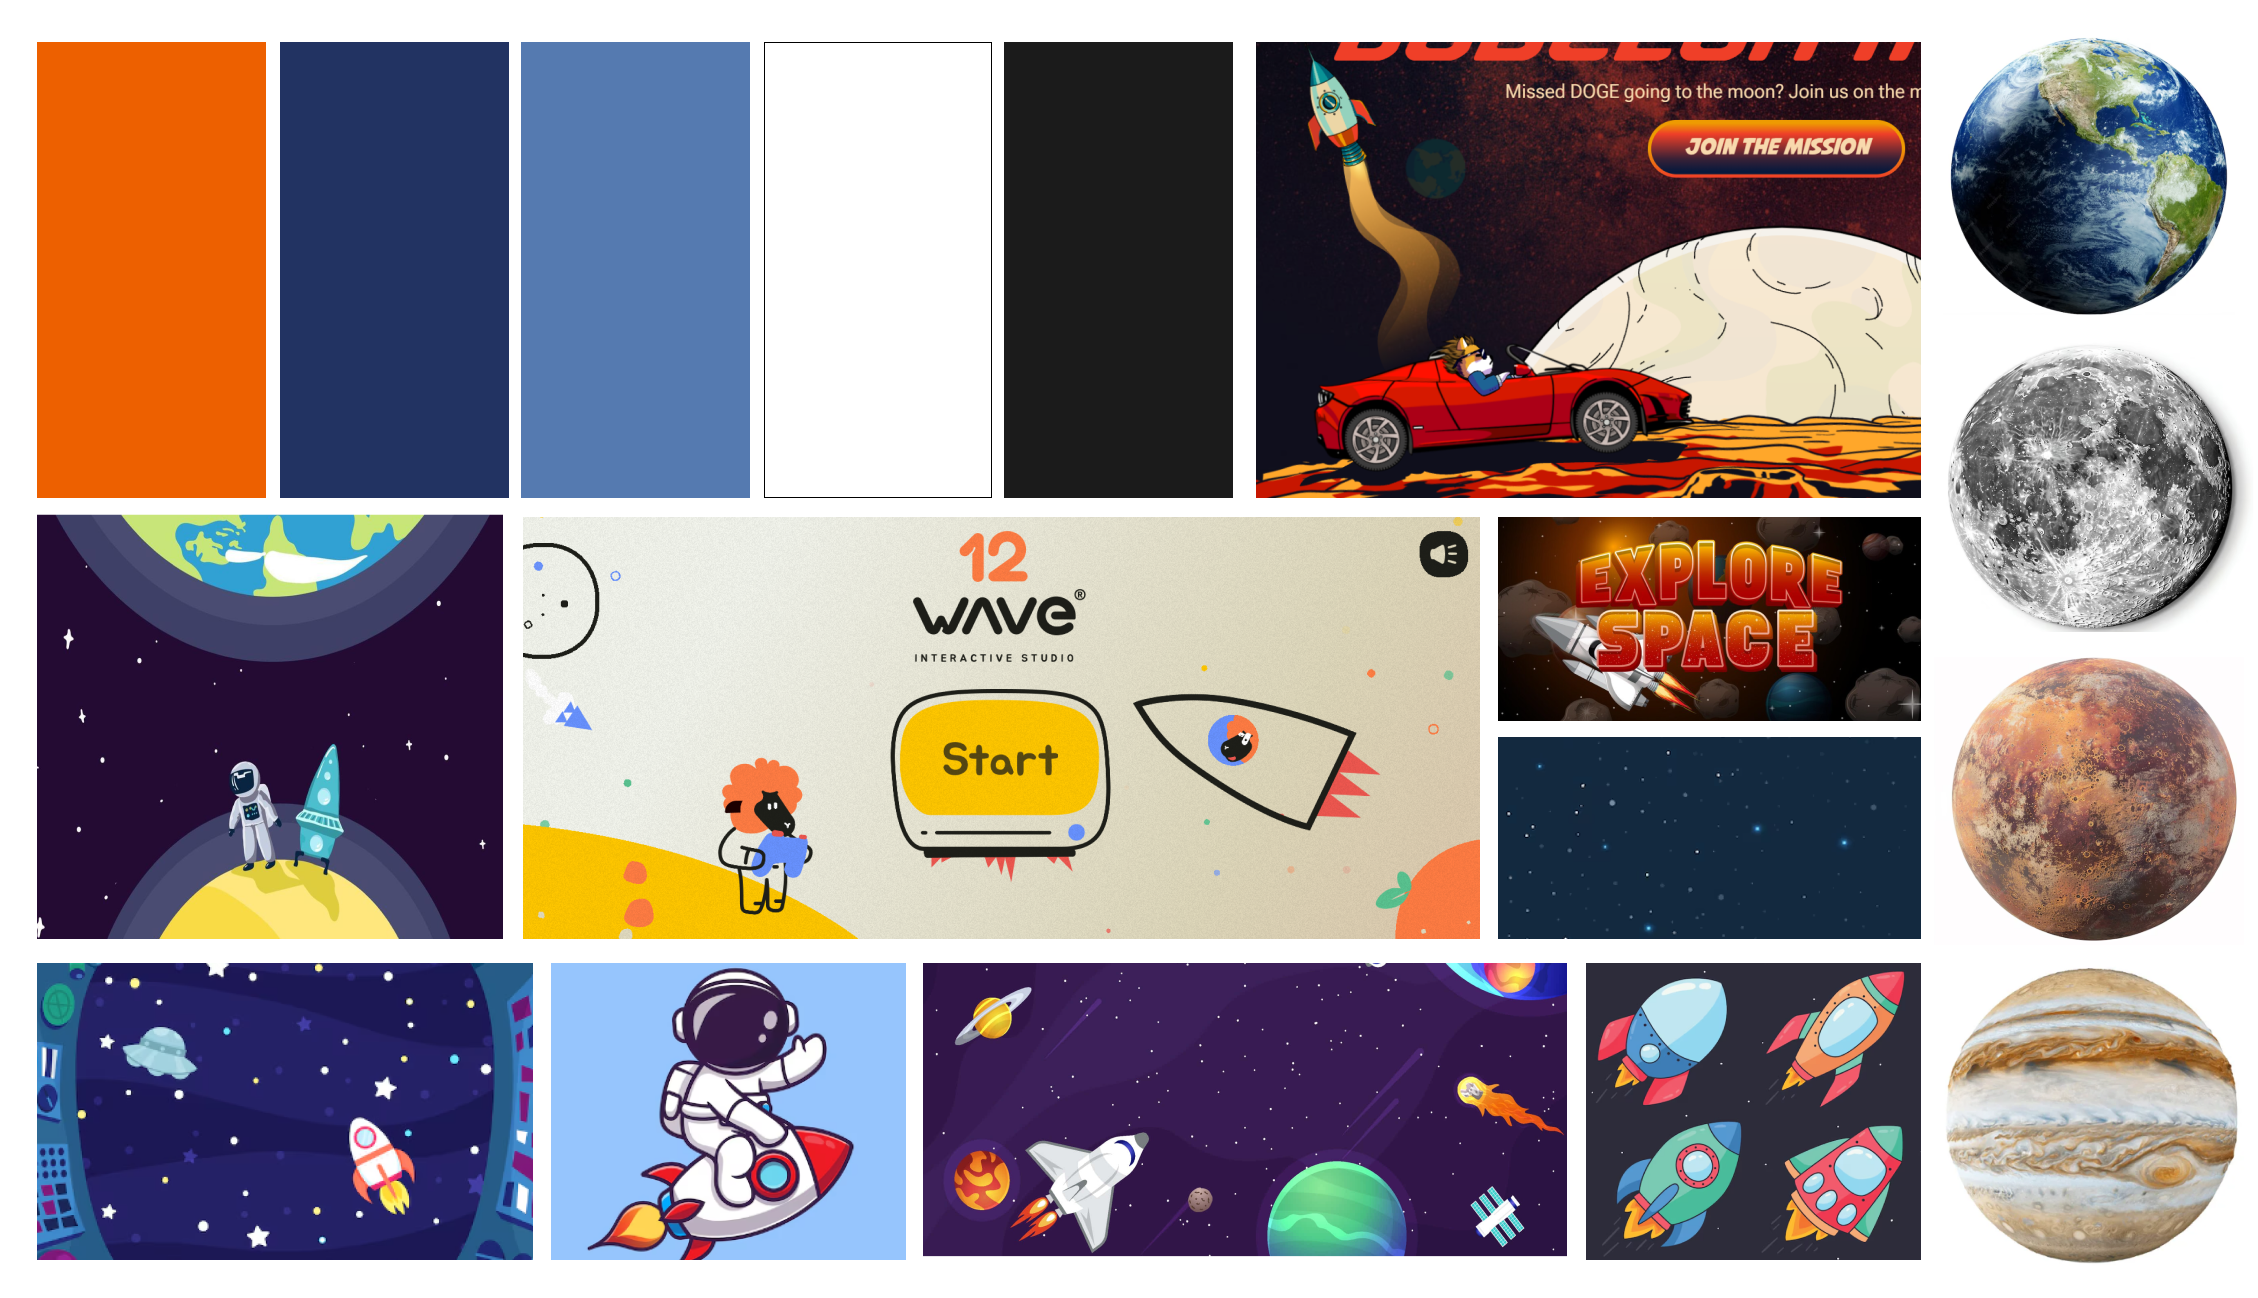 Missed DOGE going to the moon? Join us on the m
JOIN THE MISSION
12
WAVE®
INTERACTIVE STUDIO
Start
EXPLORE
SPACE